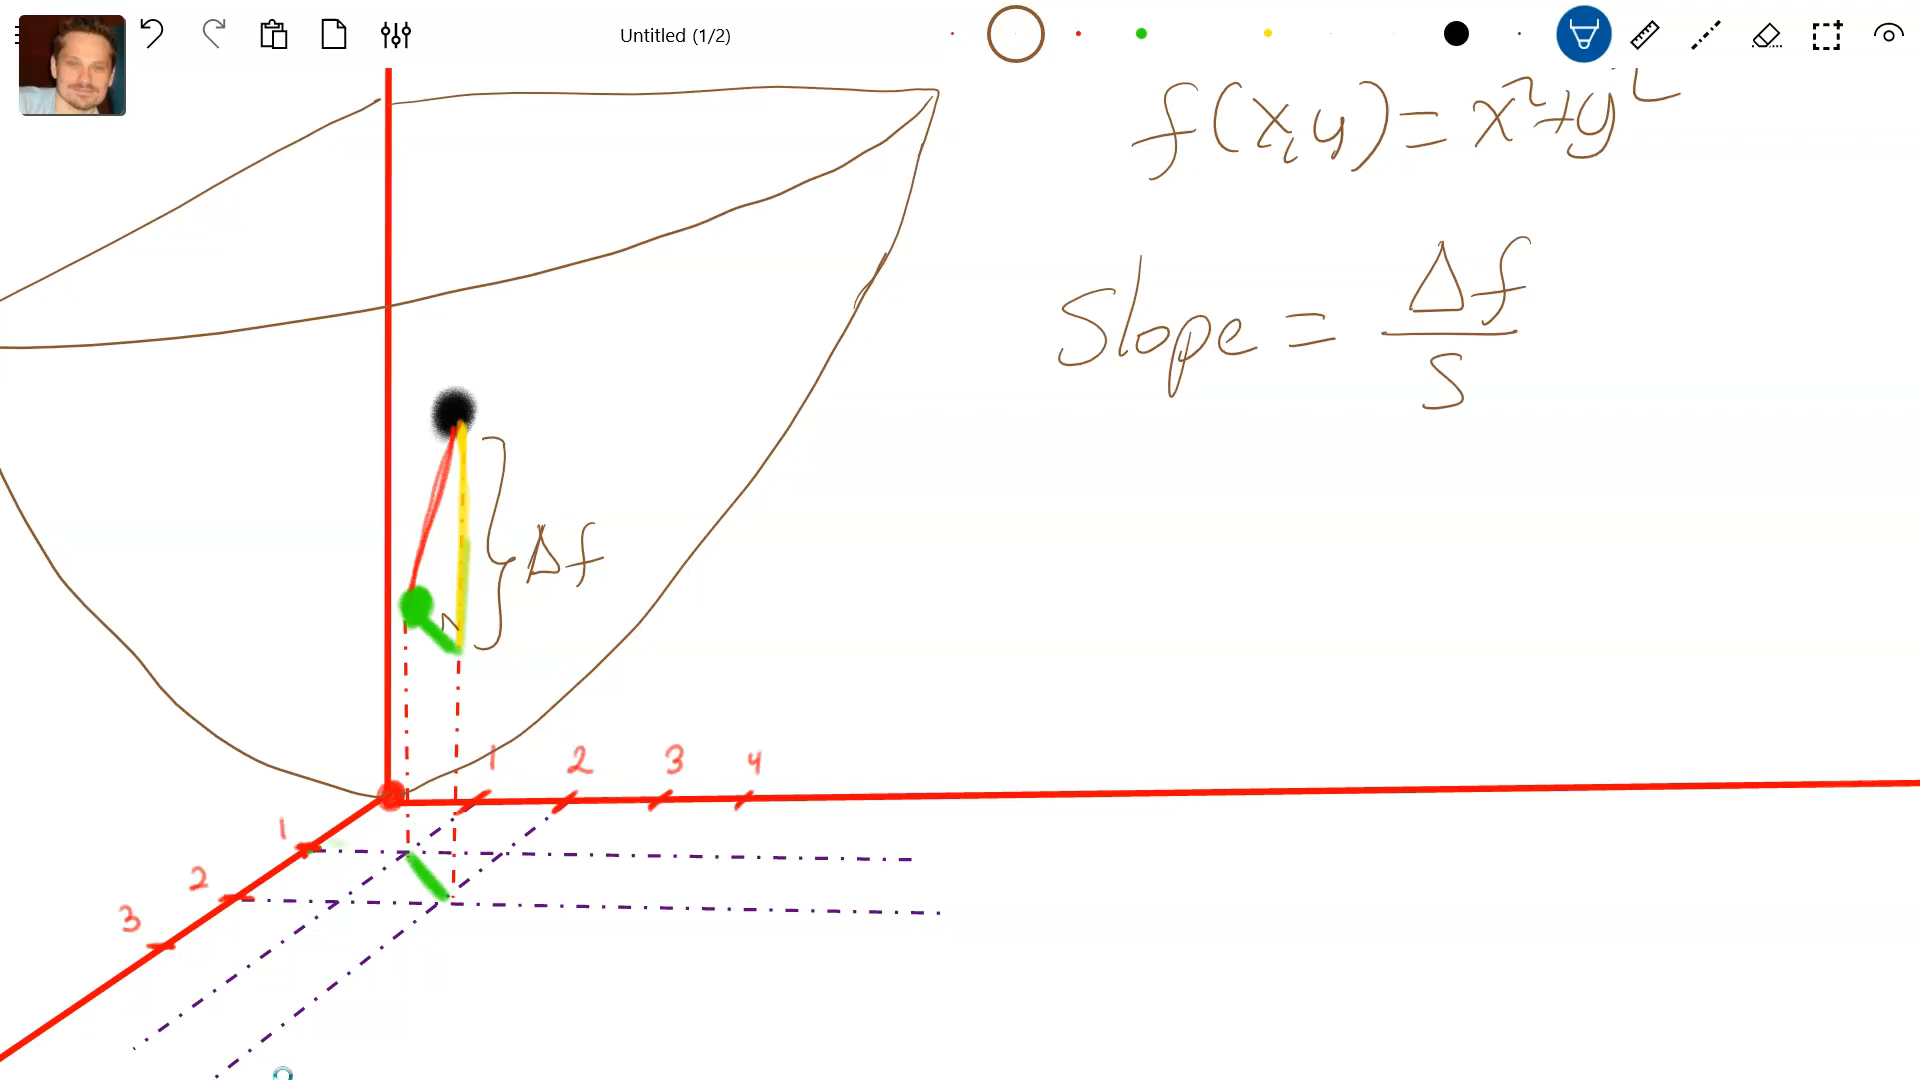 Untitled (1/2)
f(x,y)=x²+y²
Slope = Δf
s
Δf
1 2 3 4
1
2
3